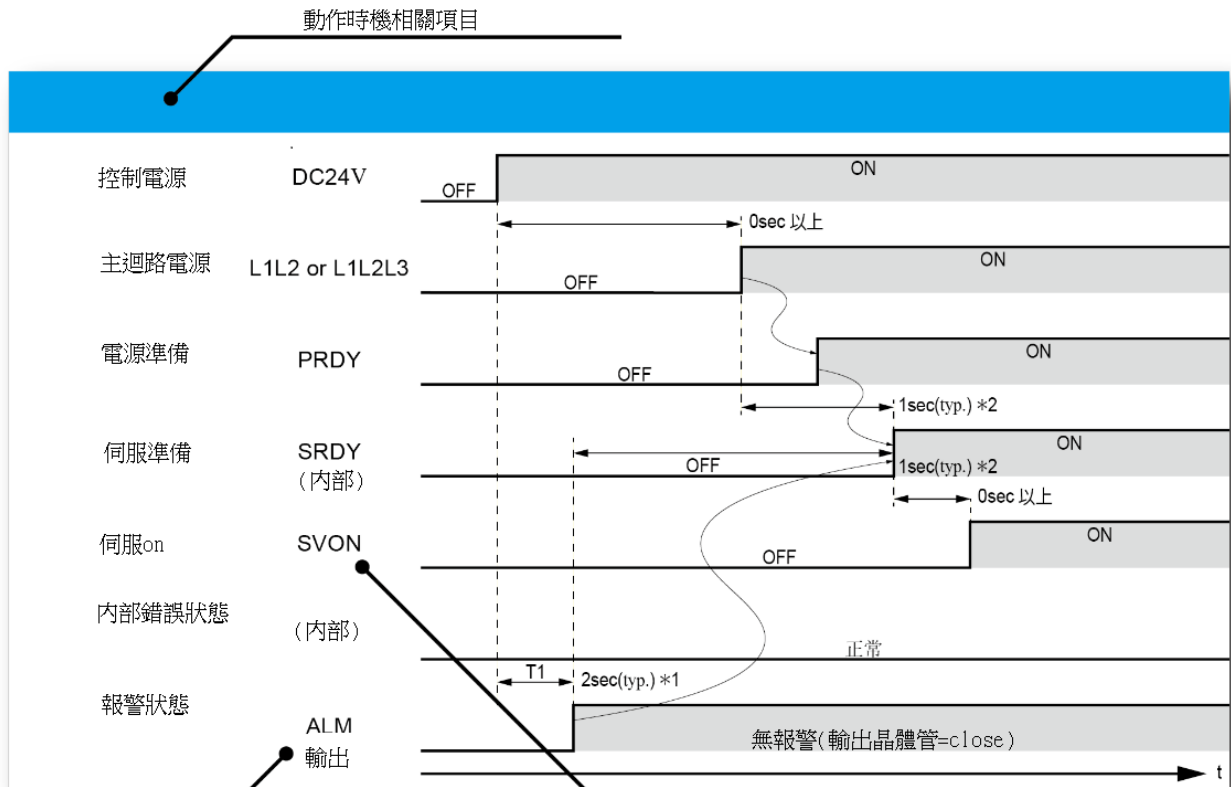 動作時機相關項目
控制電源 DC24V OFF ON
0sec 以上
主迴路電源 L1L2 or L1L2L3 OFF ON
電源準備 PRDY OFF ON
1sec(typ.) *2
伺服準備 SRDY OFF ON
(内部) 1sec(typ.) *2
0sec 以上
伺服on SVON OFF ON
内部錯誤狀態 (内部) 正常
T1 2sec(typ.) *1
報警狀態 ALM 無報警(輸出晶體管=close)
輸出
t